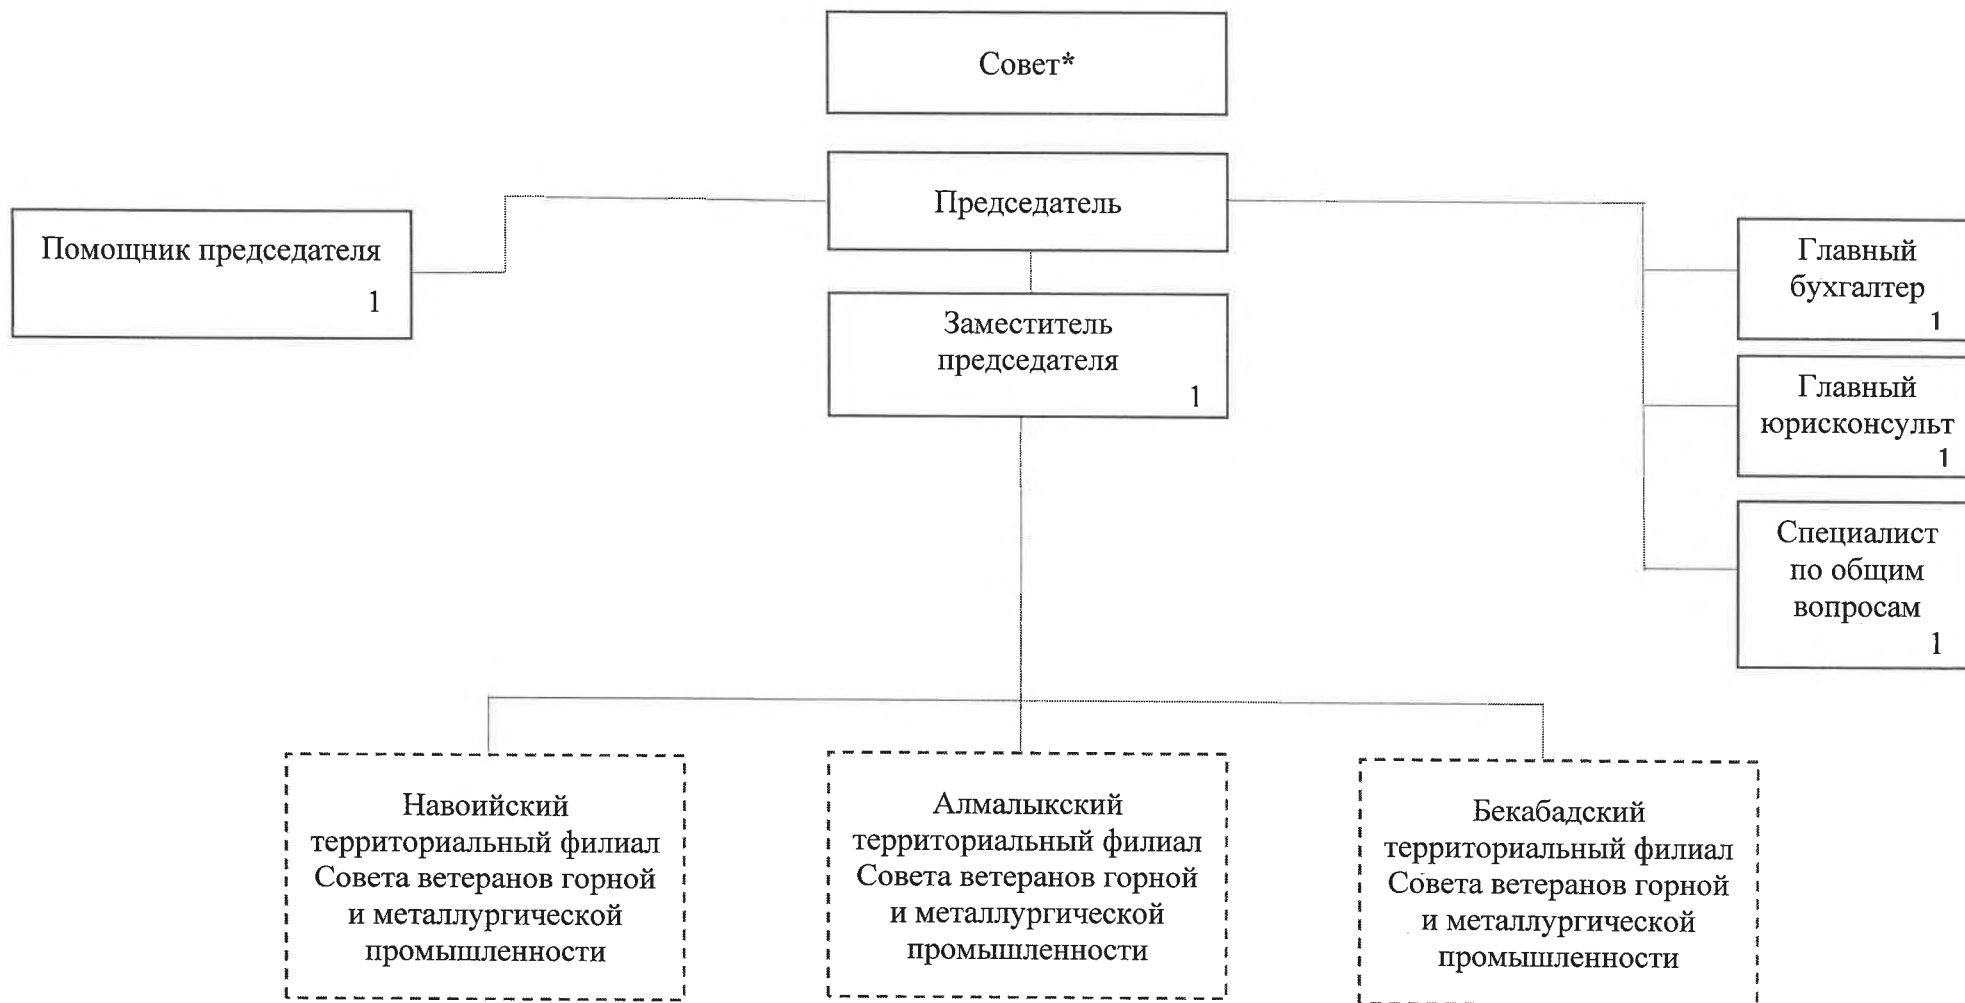 Совет*
Председатель
Помощник председателя
1
Заместитель
председателя
1
Главный
бухгалтер
1
Главный
юрисконсульт
1
Специалист
по общим
вопросам
1
Навоийский
территориальный филиал
Совета ветеранов горной
и металлургической
промышленности
Алмалыкский
территориальный филиал
Совета ветеранов горной
и металлургической
промышленности
Бекабадский
территориальный филиал
Совета ветеранов горной
и металлургической
промышленности